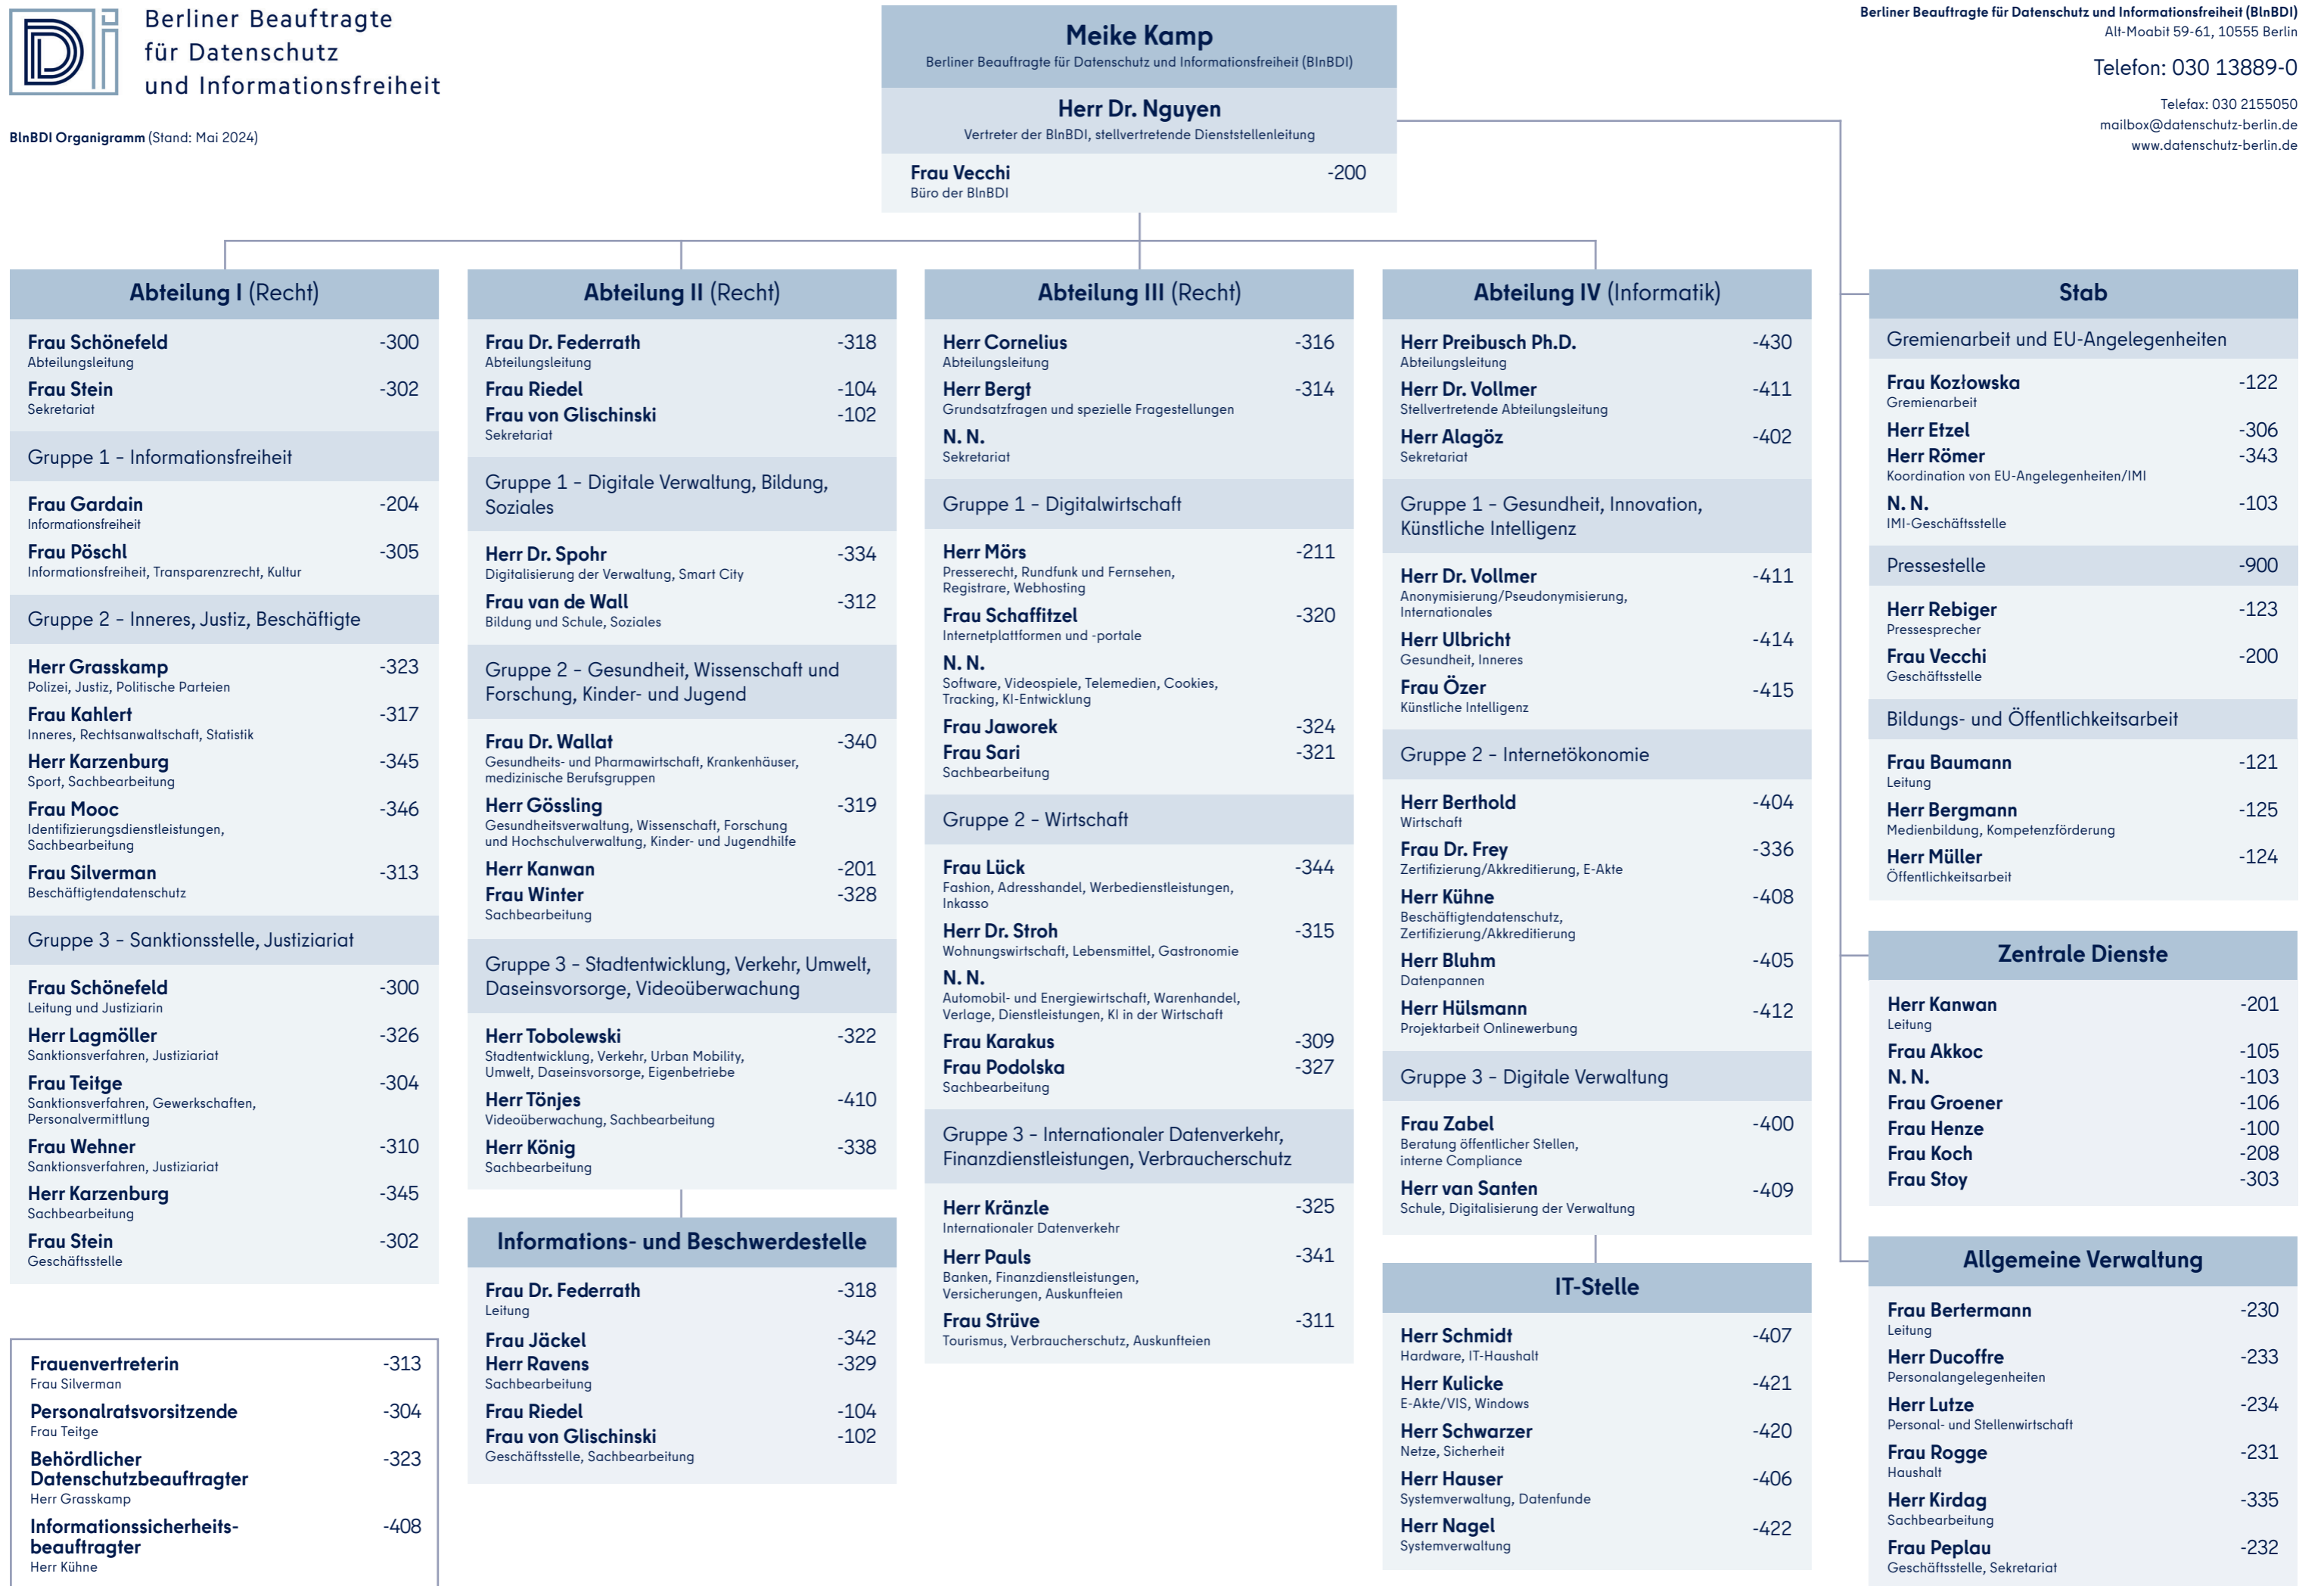 Berliner Beauftragte
für Datenschutz
und Informationsfreiheit
BlnBDI Organigramm (Stand: Mai 2024)
Meike Kamp
Berliner Beauftragte für Datenschutz und Informationsfreiheit (BlnBDI)
Herr Dr. Nguyen
Vertreter der BlnBDI, stellvertretende Dienststellenleitung
Frau Vecchi -200
Büro der BlnBDI
Berliner Beauftragte für Datenschutz und Informationsfreiheit (BlnBDI)
Alt-Moabit 59-61, 10555 Berlin
Telefon: 030 13889-0
Telefax: 030 2155050
mailbox@datenschutz-berlin.de
www.datenschutz-berlin.de
Abteilung I (Recht)
Frau Schönefeld -300
Abteilungsleitung
Frau Stein -302
Sekretariat
Gruppe 1 – Informationsfreiheit
Frau Gardain -204
Informationsfreiheit
Frau Pöschl -305
Informationsfreiheit, Transparenzrecht, Kultur
Gruppe 2 – Inneres, Justiz, Beschäftigte
Herr Grasskamp -323
Polizei, Justiz, Politische Parteien
Frau Kahlert -317
Inneres, Rechtsanwaltschaft, Statistik
Herr Karzenburg -345
Sport, Sachbearbeitung
Frau Mooc -346
Identifizierungsdienstleistungen,
Sachbearbeitung
Frau Silverman -313
Beschäftigtendatenschutz
Gruppe 3 – Sanktionsstelle, Justiziariat
Frau Schönefeld -300
Leitung und Justiziarin
Herr Lagmöller -326
Sanktionsverfahren, Justiziariat
Frau Teitge -304
Sanktionsverfahren, Gewerkschaften,
Personalvermittlung
Frau Wehner -310
Sanktionsverfahren, Justiziariat
Herr Karzenburg -345
Sachbearbeitung
Frau Stein -302
Geschäftsstelle
Frauenvertreterin -313
Frau Silverman
Personalratsvorsitzende -304
Frau Teitge
Behördlicher -323
Datenschutzbeauftragter
Herr Grasskamp
Informationssicherheits- -408
beauftragter
Herr Kühne
Abteilung II (Recht)
Frau Dr. Federrath -318
Abteilungsleitung
Frau Riedel -104
Frau von Glischinski -102
Sekretariat
Gruppe 1 – Digitale Verwaltung, Bildung,
Soziales
Herr Dr. Spohr -334
Digitalisierung der Verwaltung, Smart City
Frau van de Wall -312
Bildung und Schule, Soziales
Gruppe 2 – Gesundheit, Wissenschaft und
Forschung, Kinder- und Jugend
Frau Dr. Wallat -340
Gesundheits- und Pharmawirtschaft, Krankenhäuser,
medizinische Berufsgruppen
Herr Gössling -319
Gesundheitsverwaltung, Wissenschaft, Forschung
und Hochschulverwaltung, Kinder- und Jugendhilfe
Herr Kanwan -201
Frau Winter -328
Sachbearbeitung
Gruppe 3 – Stadtentwicklung, Verkehr, Umwelt,
Daseinsvorsorge, Videoüberwachung
Herr Tobolewski -322
Stadtentwicklung, Verkehr, Urban Mobility,
Umwelt, Daseinsvorsorge, Eigenbetriebe
Herr Tönjes -410
Videoüberwachung, Sachbearbeitung
Herr König -338
Sachbearbeitung
Informations- und Beschwerdestelle
Frau Dr. Federrath -318
Leitung
Frau Jäckel -342
Herr Ravens -329
Sachbearbeitung
Frau Riedel -104
Frau von Glischinski -102
Geschäftsstelle, Sachbearbeitung
Abteilung III (Recht)
Herr Cornelius -316
Abteilungsleitung
Herr Bergt -314
Grundsatzfragen und spezielle Fragestellungen
N. N.
Sekretariat
Gruppe 1 – Digitalwirtschaft
Herr Mörs -211
Presserecht, Rundfunk und Fernsehen,
Registrare, Webhosting
Frau Schaffitzel -320
Internetplattformen und -portale
N. N.
Software, Videospiele, Telemedien, Cookies,
Tracking, KI-Entwicklung
Frau Jaworek -324
Frau Sari -321
Sachbearbeitung
Gruppe 2 – Wirtschaft
Frau Lück -344
Fashion, Adresshandel, Werbedienstleistungen,
Inkasso
Herr Dr. Stroh -315
Wohnungswirtschaft, Lebensmittel, Gastronomie
N. N.
Automobil- und Energiewirtschaft, Warenhandel,
Verlage, Dienstleistungen, KI in der Wirtschaft
Frau Karakus -309
Frau Podolska -327
Sachbearbeitung
Gruppe 3 – Internationaler Datenverkehr,
Finanzdienstleistungen, Verbraucherschutz
Herr Kränzle -325
Internationaler Datenverkehr
Herr Pauls -341
Banken, Finanzdienstleistungen,
Versicherungen, Auskunfteien
Frau Strüve -311
Tourismus, Verbraucherschutz, Auskunfteien
Abteilung IV (Informatik)
Herr Preibusch Ph.D. -430
Abteilungsleitung
Herr Dr. Vollmer -411
Stellvertretende Abteilungsleitung
Herr Alagöz -402
Sekretariat
Gruppe 1 – Gesundheit, Innovation,
Künstliche Intelligenz
Herr Dr. Vollmer -411
Anonymisierung/Pseudonymisierung,
Internationales
Herr Ulbricht -414
Gesundheit, Inneres
Frau Özer -415
Künstliche Intelligenz
Gruppe 2 – Internetökonomie
Herr Berthold -404
Wirtschaft
Frau Dr. Frey -336
Zertifizierung/Akkreditierung, E-Akte
Herr Kühne -408
Beschäftigtendatenschutz,
Zertifizierung/Akkreditierung
Herr Bluhm -405
Datenpannen
Herr Hülsmann -412
Projektarbeit Onlinewerbung
Gruppe 3 – Digitale Verwaltung
Frau Zabel -400
Beratung öffentlicher Stellen,
interne Compliance
Herr van Santen -409
Schule, Digitalisierung der Verwaltung
IT-Stelle
Herr Schmidt -407
Hardware, IT-Haushalt
Herr Kulicke -421
E-Akte/VIS, Windows
Herr Schwarzer -420
Netze, Sicherheit
Herr Hauser -406
Systemverwaltung, Datenfunde
Herr Nagel -422
Systemverwaltung
Stab
Gremienarbeit und EU-Angelegenheiten
Frau Kozłowska -122
Gremienarbeit
Herr Etzel -306
Herr Römer -343
Koordination von EU-Angelegenheiten/IMI
N. N. -103
IMI-Geschäftsstelle
Pressestelle -900
Herr Rebiger -123
Pressesprecher
Frau Vecchi -200
Geschäftsstelle
Bildungs- und Öffentlichkeitsarbeit
Frau Baumann -121
Leitung
Herr Bergmann -125
Medienbildung, Kompetenzförderung
Herr Müller -124
Öffentlichkeitsarbeit
Zentrale Dienste
Herr Kanwan -201
Leitung
Frau Akkoc -105
N. N. -103
Frau Groener -106
Frau Henze -100
Frau Koch -208
Frau Stoy -303
Allgemeine Verwaltung
Frau Bertermann -230
Leitung
Herr Ducoffre -233
Personalangelegenheiten
Herr Lutze -234
Personal- und Stellenwirtschaft
Frau Rogge -231
Haushalt
Herr Kirdag -335
Sachbearbeitung
Frau Peplau -232
Geschäftsstelle, Sekretariat